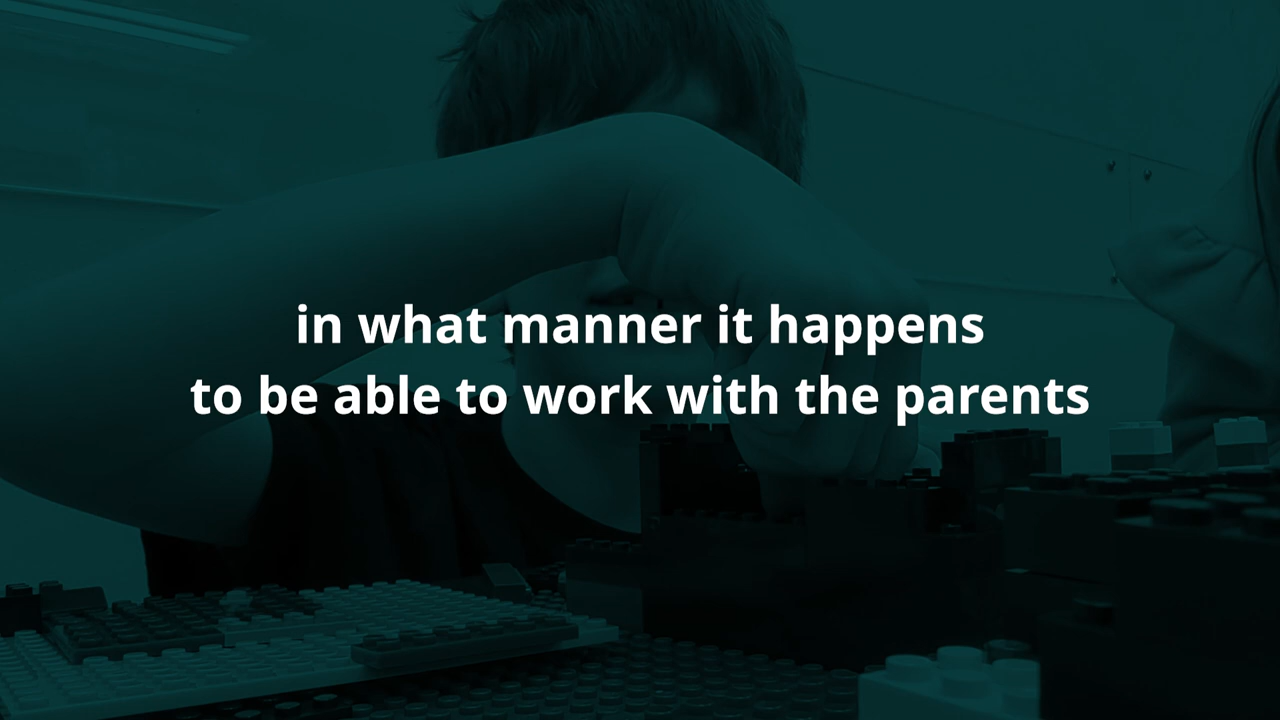 in what manner it happens
to be able to work with the parents